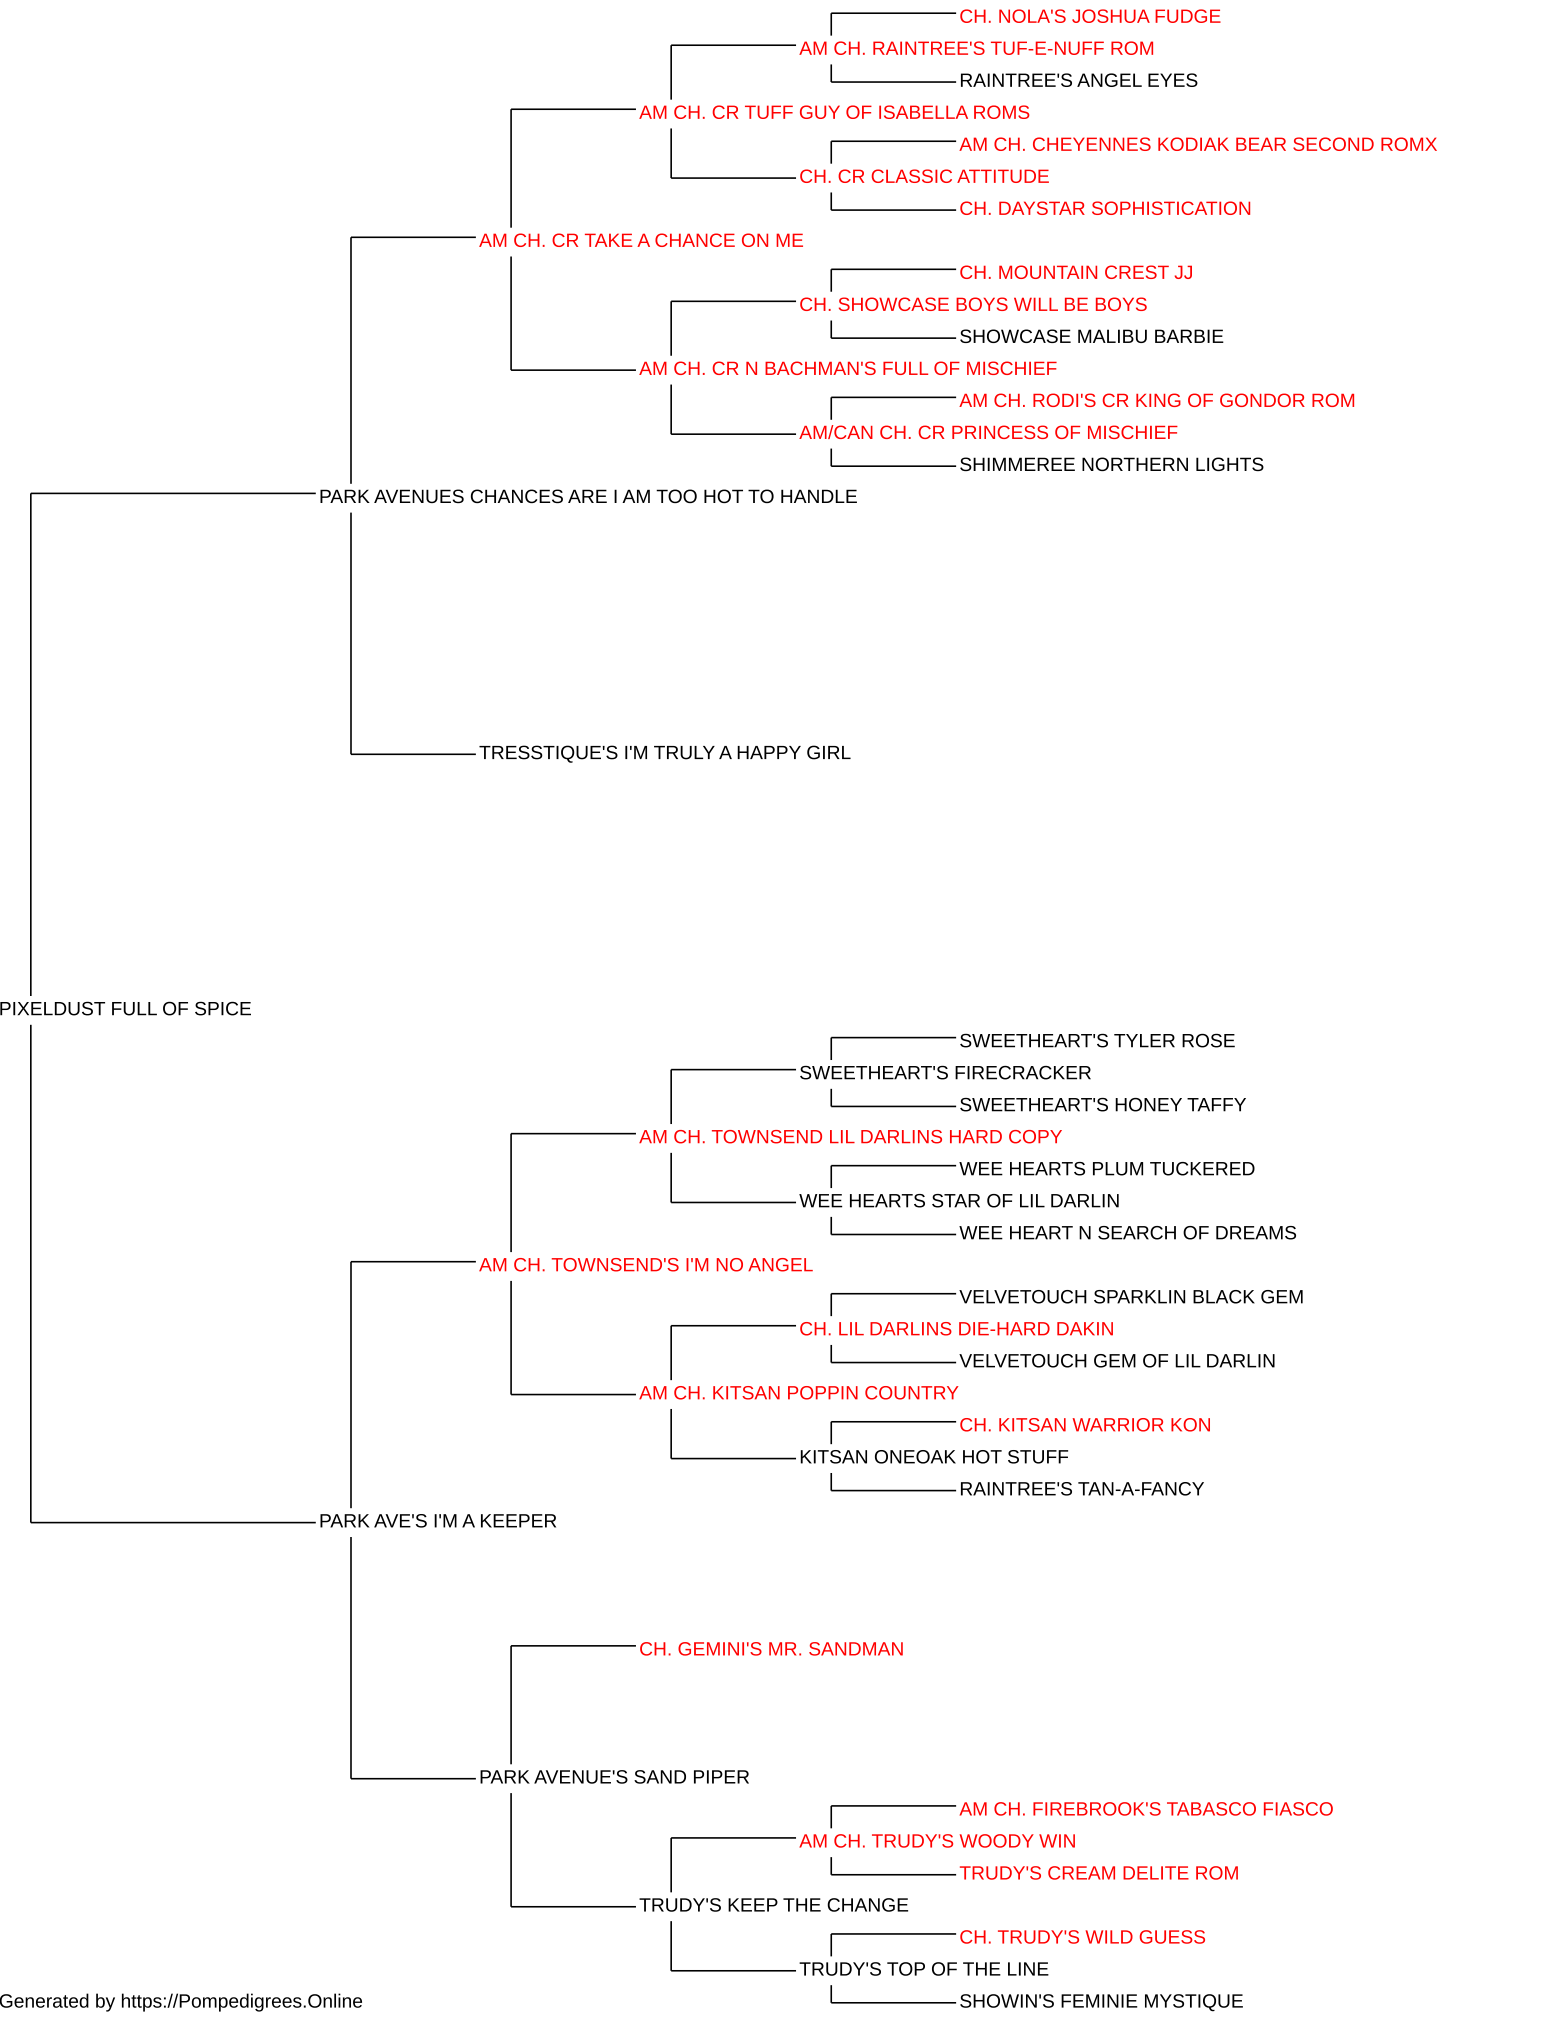 CH. NOLA'S JOSHUA FUDGE
AM CH. RAINTREE'S TUF-E-NUFF ROM
RAINTREE'S ANGEL EYES
AM CH. CR TUFF GUY OF ISABELLA ROMS
AM CH. CHEYENNES KODIAK BEAR SECOND ROMX
CH. CR CLASSIC ATTITUDE
CH. DAYSTAR SOPHISTICATION
AM CH. CR TAKE A CHANCE ON ME
CH. MOUNTAIN CREST JJ
CH. SHOWCASE BOYS WILL BE BOYS
SHOWCASE MALIBU BARBIE
AM CH. CR N BACHMAN'S FULL OF MISCHIEF
AM CH. RODI'S CR KING OF GONDOR ROM
AM/CAN CH. CR PRINCESS OF MISCHIEF
SHIMMEREE NORTHERN LIGHTS
PARK AVENUES CHANCES ARE I AM TOO HOT TO HANDLE
TRESSTIQUE'S I'M TRULY A HAPPY GIRL
PIXELDUST FULL OF SPICE
SWEETHEART'S TYLER ROSE
SWEETHEART'S FIRECRACKER
SWEETHEART'S HONEY TAFFY
AM CH. TOWNSEND LIL DARLINS HARD COPY
WEE HEARTS PLUM TUCKERED
WEE HEARTS STAR OF LIL DARLIN
WEE HEART N SEARCH OF DREAMS
AM CH. TOWNSEND'S I'M NO ANGEL
VELVETOUCH SPARKLIN BLACK GEM
CH. LIL DARLINS DIE-HARD DAKIN
VELVETOUCH GEM OF LIL DARLIN
AM CH. KITSAN POPPIN COUNTRY
CH. KITSAN WARRIOR KON
KITSAN ONEOAK HOT STUFF
RAINTREE'S TAN-A-FANCY
PARK AVE'S I'M A KEEPER
CH. GEMINI'S MR. SANDMAN
PARK AVENUE'S SAND PIPER
AM CH. FIREBROOK'S TABASCO FIASCO
AM CH. TRUDY'S WOODY WIN
TRUDY'S CREAM DELITE ROM
TRUDY'S KEEP THE CHANGE
CH. TRUDY'S WILD GUESS
TRUDY'S TOP OF THE LINE
SHOWIN'S FEMINIE MYSTIQUE
Generated by https://Pompedigrees.Online